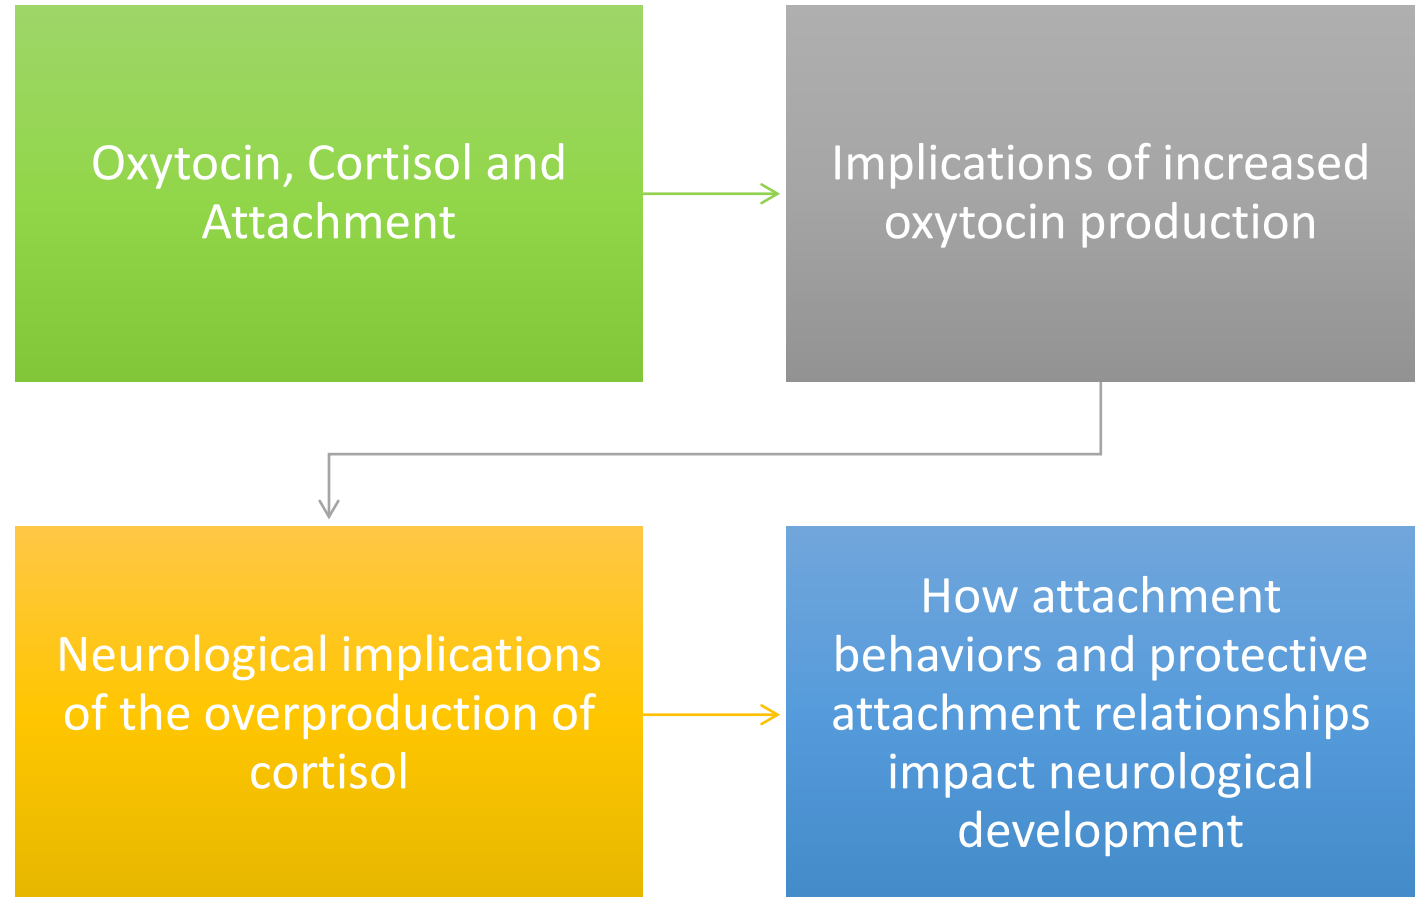 Oxytocin, Cortisol and
Attachment
Implications of increased
oxytocin production
Neurological implications
of the overproduction of
cortisol
How attachment
behaviors and protective
attachment relationships
impact neurological
development